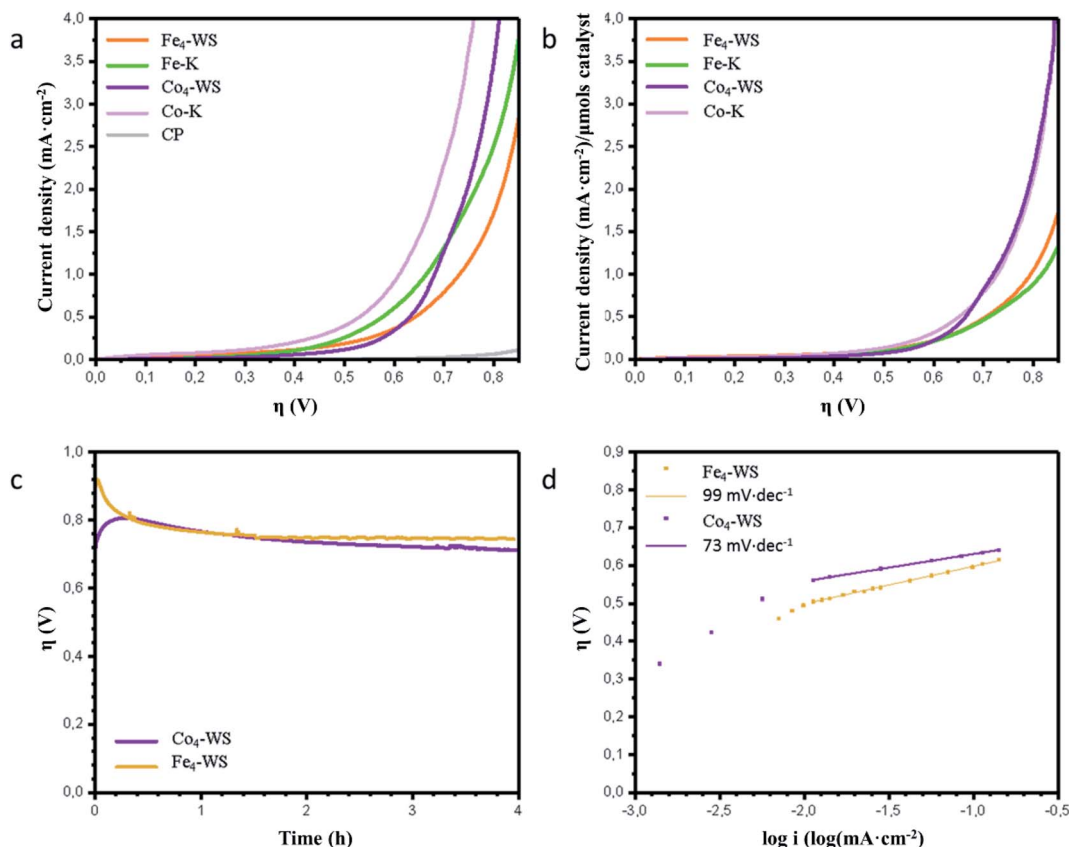 a
4,0
3,5
3,0
2,5
2,0
1,5
1,0
0,5
0,0
Current density (mA·cm⁻²)
Fe₄-WS
Fe-K
Co₄-WS
Co-K
CP
0,0 0,1 0,2 0,3 0,4 0,5 0,6 0,7 0,8
η (V)
b
4,0
3,5
3,0
2,5
2,0
1,5
1,0
0,5
0,0
Current density (mA·cm⁻²)/μmols catalyst
Fe₄-WS
Fe-K
Co₄-WS
Co-K
0,0 0,1 0,2 0,3 0,4 0,5 0,6 0,7 0,8
η (V)
c
1,0
0,8
0,6
0,4
0,2
0,0
η (V)
Co₄-WS
Fe₄-WS
0 1 2 3 4
Time (h)
d
0,9
0,8
0,7
0,6
0,5
0,4
0,3
0,2
0,1
0,0
η (V)
Fe₄-WS
99 mV·dec⁻¹
Co₄-WS
73 mV·dec⁻¹
-3,0 -2,5 -2,0 -1,5 -1,0 -0,5
log i (log(mA·cm⁻²)